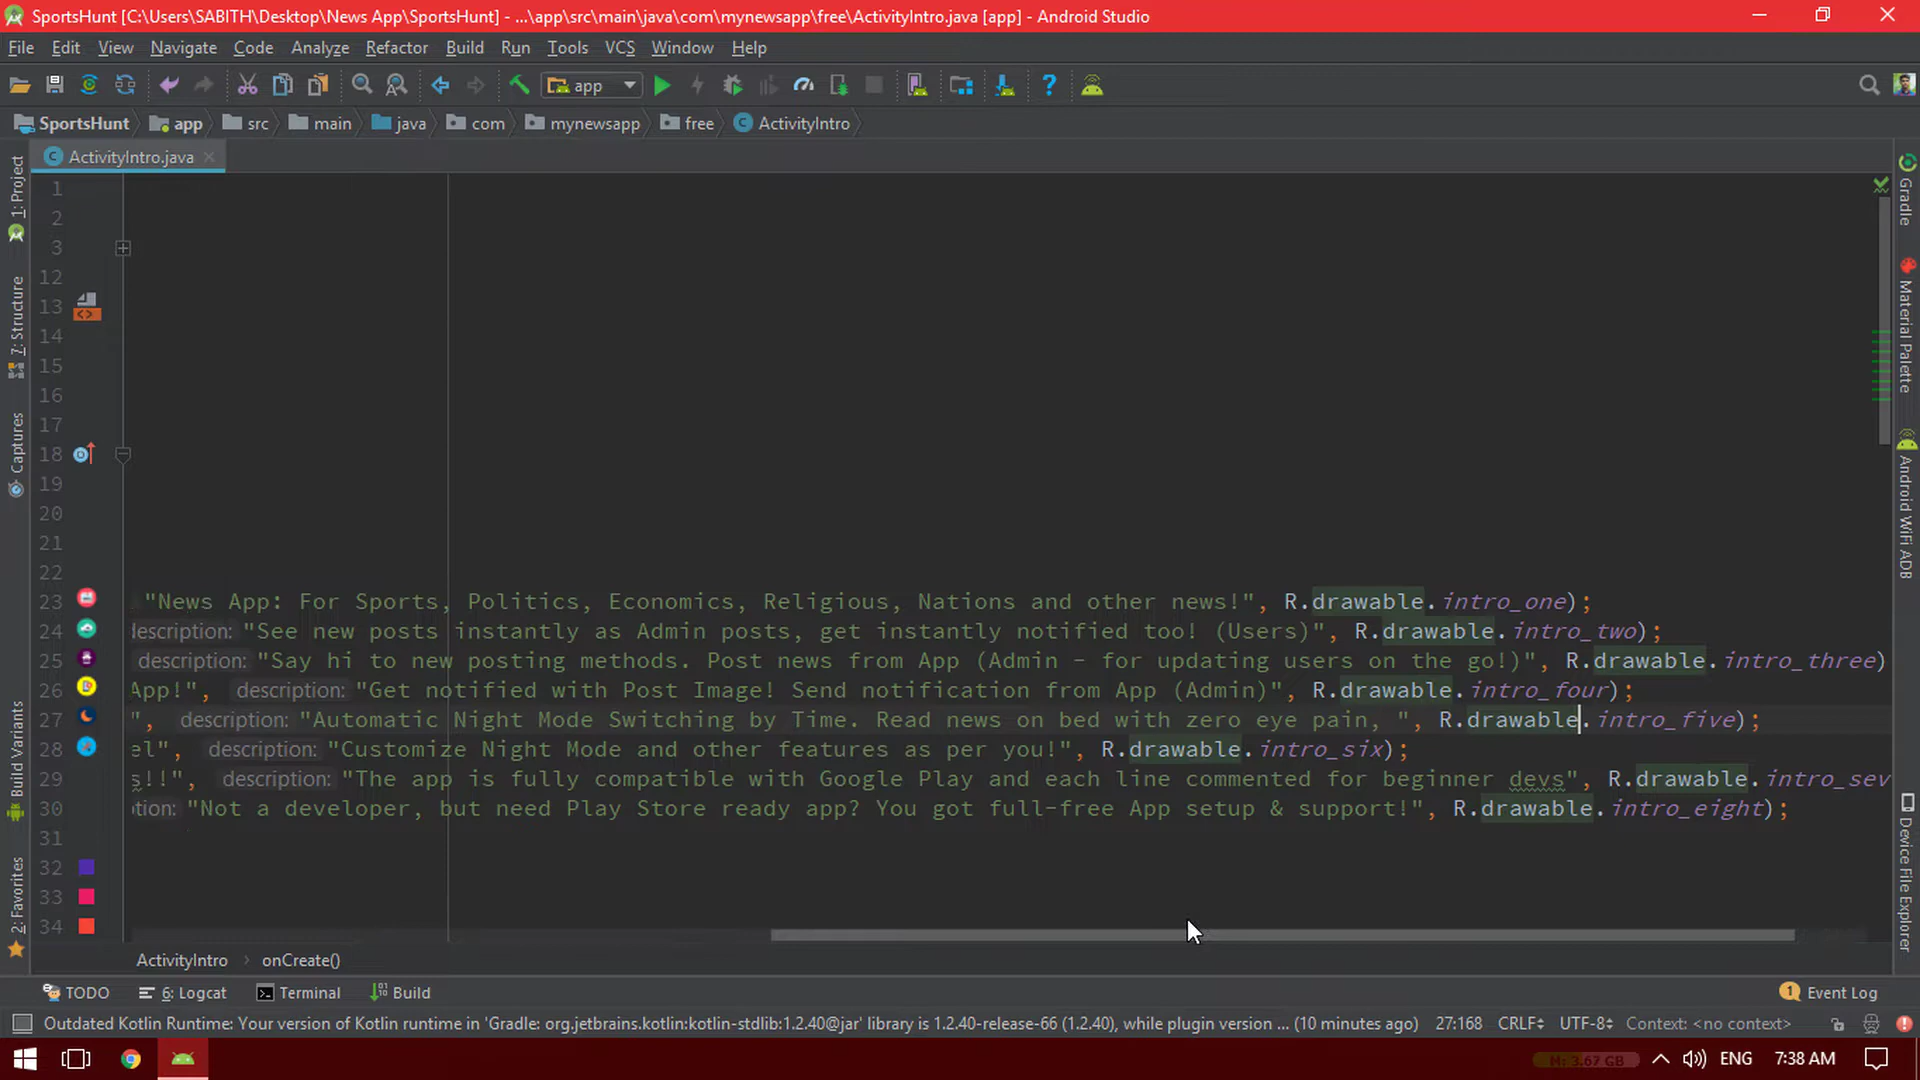 SportsHunt [C:\Users\SABITH\Desktop\News App\SportsHunt] - ...\app\src\main\java\com\mynewsapp\free\ActivityIntro.java [app] - Android Studio
File Edit View Navigate Code Analyze Refactor Build Run Tools VCS Window Help
app
SportsHunt app src main java com mynewsapp free ActivityIntro
ActivityIntro.java
1: Project
7: Structure
Captures
Build Variants
2: Favorites
1
2
3
12
13
14
15
16
17
18
19
20
21
22
23 "News App: For Sports, Politics, Economics, Religious, Nations and other news!", R.drawable.intro_one);
24 description: "See new posts instantly as Admin posts, get instantly notified too! (Users)", R.drawable.intro_two);
25 description: "Say hi to new posting methods. Post news from App (Admin - for updating users on the go!)", R.drawable.intro_three)
26 App!", description: "Get notified with Post Image! Send notification from App (Admin)", R.drawable.intro_four);
27 ", description: "Automatic Night Mode Switching by Time. Read news on bed with zero eye pain, ", R.drawable.intro_five);
28 el", description: "Customize Night Mode and other features as per you!", R.drawable.intro_six);
29 s!!", description: "The app is fully compatible with Google Play and each line commented for beginner devs", R.drawable.intro_sev
30 tion: "Not a developer, but need Play Store ready app? You got full-free App setup & support!", R.drawable.intro_eight);
31
32
33
34
Gradle
Material Palette
Android WiFi ADB
Device File Explorer
ActivityIntro onCreate()
TODO 6: Logcat Terminal Build 1 Event Log
Outdated Kotlin Runtime: Your version of Kotlin runtime in 'Gradle: org.jetbrains.kotlin:kotlin-stdlib:1.2.40@jar' library is 1.2.40-release-66 (1.2.40), while plugin version ... (10 minutes ago) 27:168 CRLF UTF-8 Context: <no context>
M: 3.67 GB ENG 7:38 AM